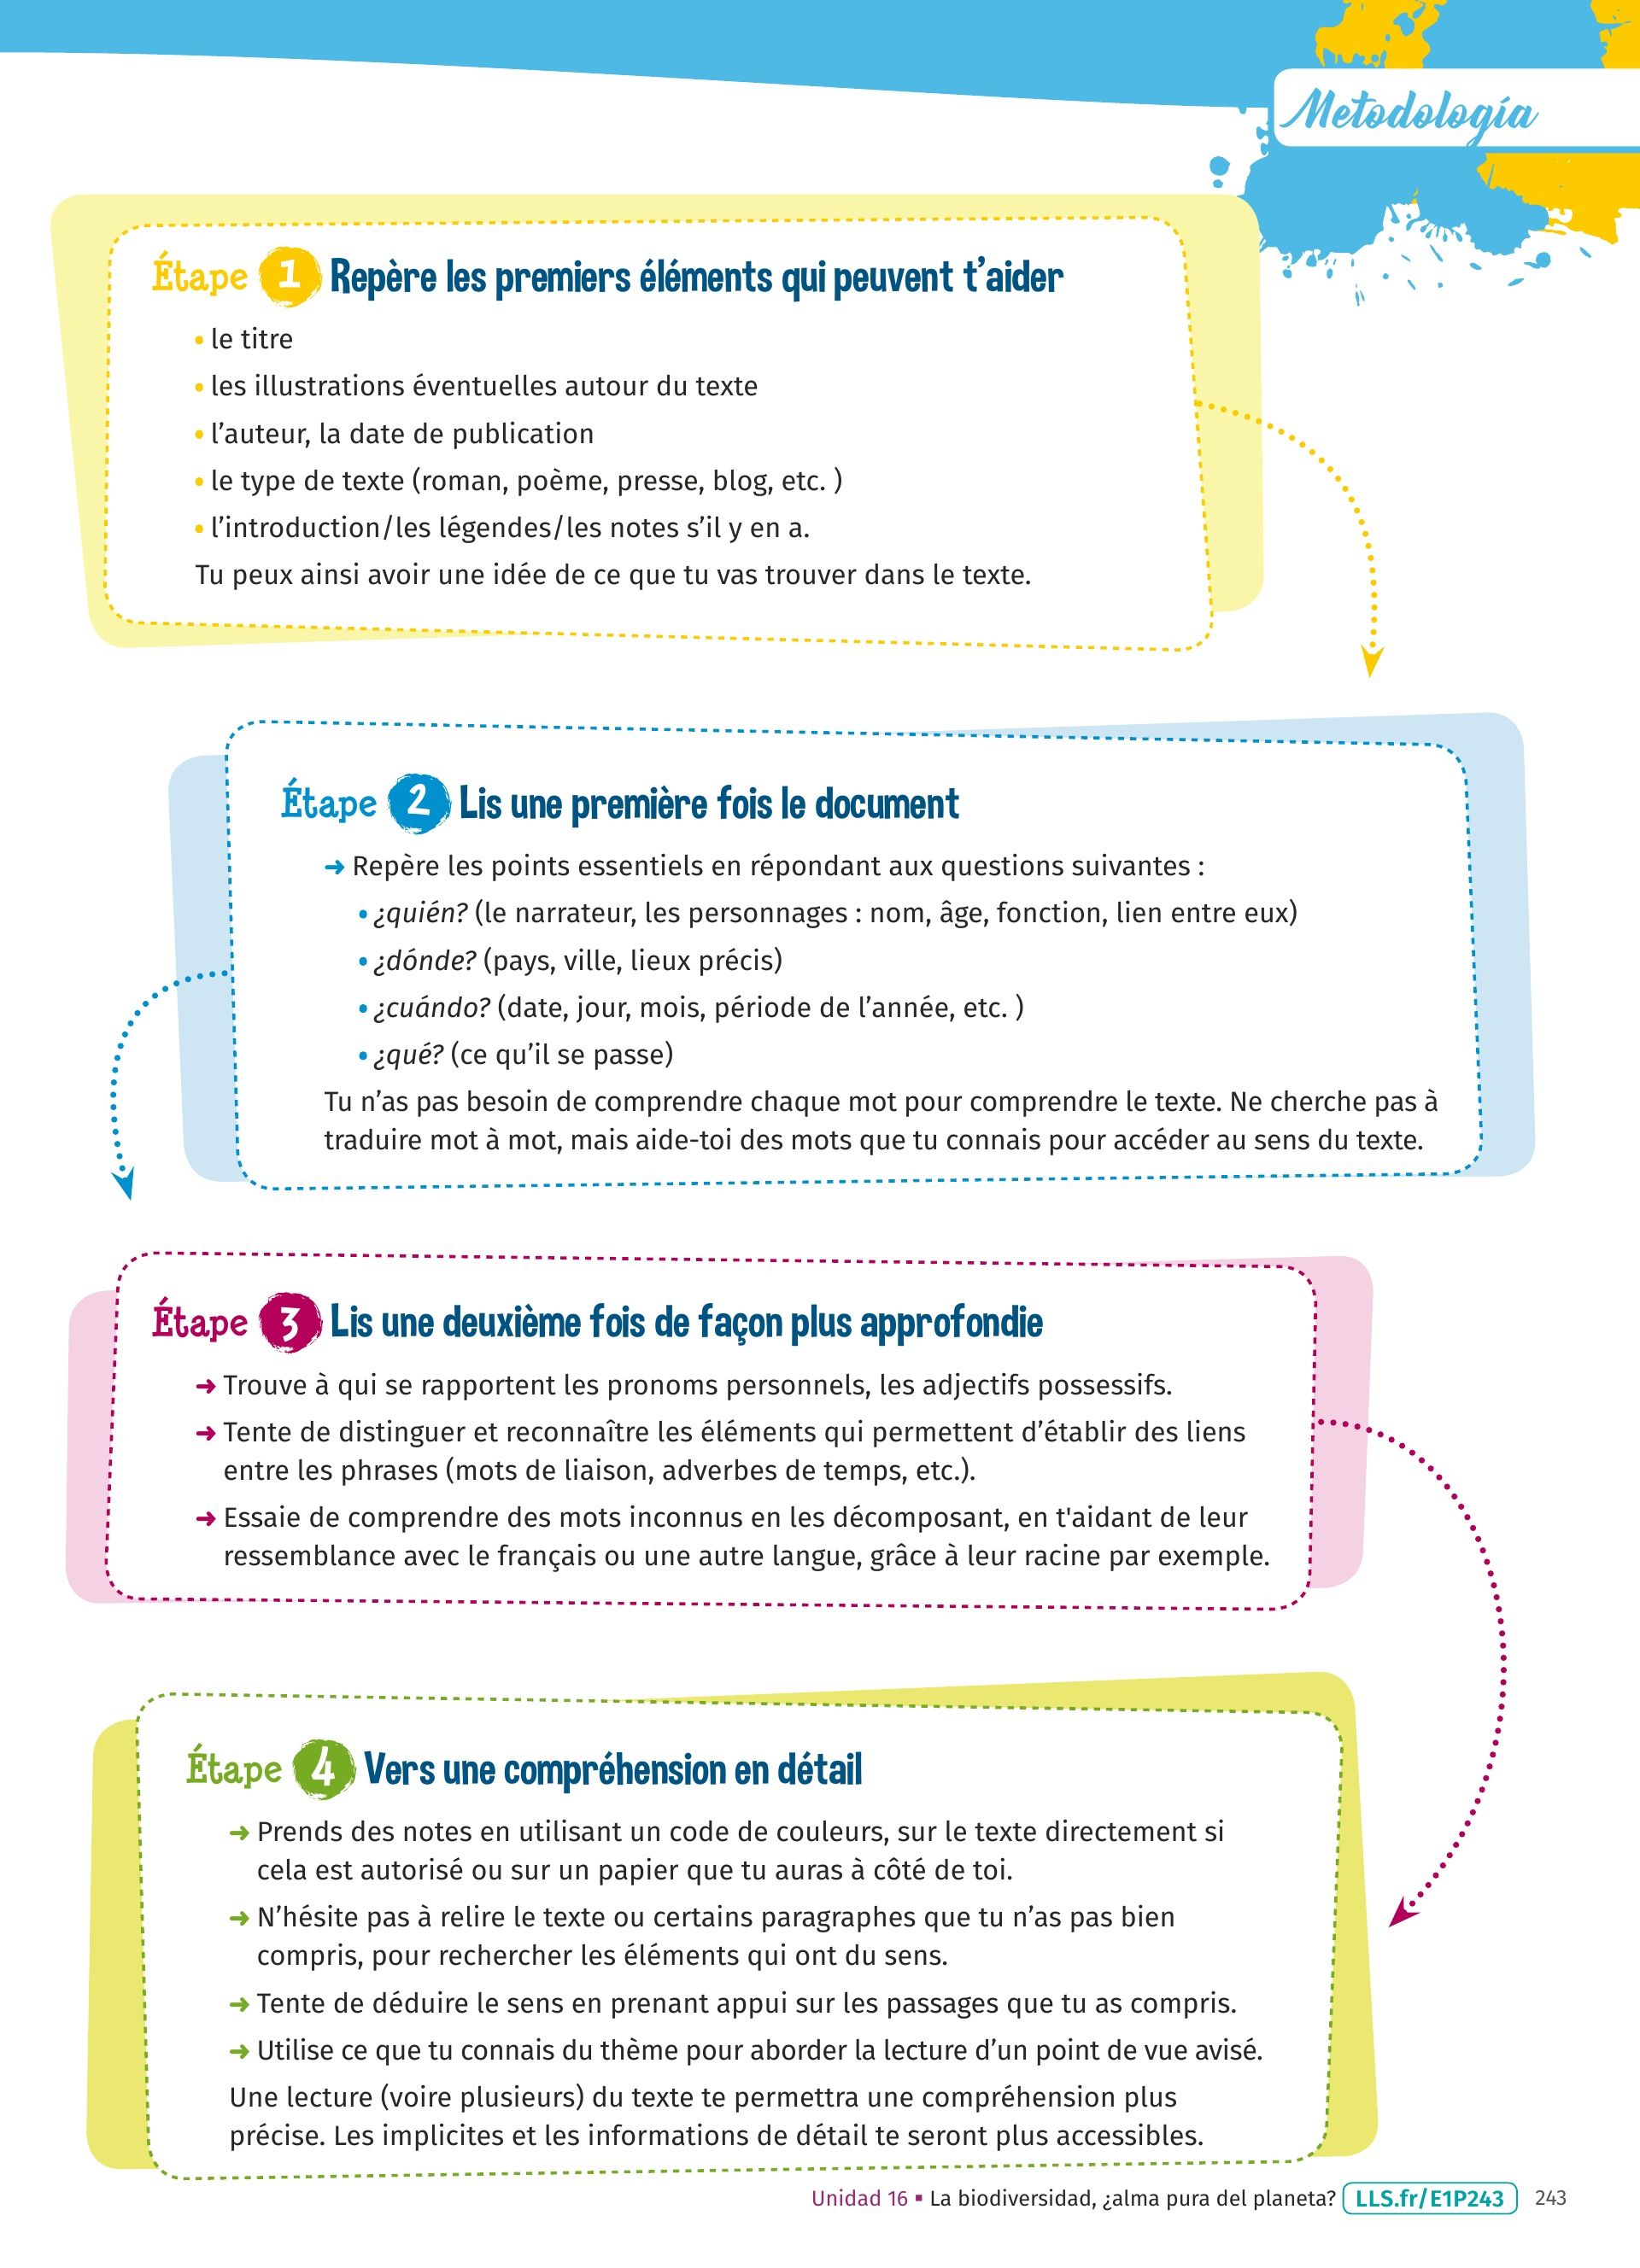 Metodología
Étape 1 Repère les premiers éléments qui peuvent t’aider
• le titre
• les illustrations éventuelles autour du texte
• l’auteur, la date de publication
• le type de texte (roman, poème, presse, blog, etc. )
• l’introduction/les légendes/les notes s’il y en a.
Tu peux ainsi avoir une idée de ce que tu vas trouver dans le texte.
Étape 2 Lis une première fois le document
➜ Repère les points essentiels en répondant aux questions suivantes :
• ¿quién? (le narrateur, les personnages : nom, âge, fonction, lien entre eux)
• ¿dónde? (pays, ville, lieux précis)
• ¿cuándo? (date, jour, mois, période de l’année, etc. )
• ¿qué? (ce qu’il se passe)
Tu n’as pas besoin de comprendre chaque mot pour comprendre le texte. Ne cherche pas à
traduire mot à mot, mais aide-toi des mots que tu connais pour accéder au sens du texte.
Étape 3 Lis une deuxième fois de façon plus approfondie
➜ Trouve à qui se rapportent les pronoms personnels, les adjectifs possessifs.
➜ Tente de distinguer et reconnaître les éléments qui permettent d’établir des liens
entre les phrases (mots de liaison, adverbes de temps, etc.).
➜ Essaie de comprendre des mots inconnus en les décomposant, en t'aidant de leur
ressemblance avec le français ou une autre langue, grâce à leur racine par exemple.
Étape 4 Vers une compréhension en détail
➜ Prends des notes en utilisant un code de couleurs, sur le texte directement si
cela est autorisé ou sur un papier que tu auras à côté de toi.
➜ N’hésite pas à relire le texte ou certains paragraphes que tu n’as pas bien
compris, pour rechercher les éléments qui ont du sens.
➜ Tente de déduire le sens en prenant appui sur les passages que tu as compris.
➜ Utilise ce que tu connais du thème pour aborder la lecture d’un point de vue avisé.
Une lecture (voire plusieurs) du texte te permettra une compréhension plus
précise. Les implicites et les informations de détail te seront plus accessibles.
Unidad 16 ▪ La biodiversidad, ¿alma pura del planeta? LLS.fr/E1P243 243